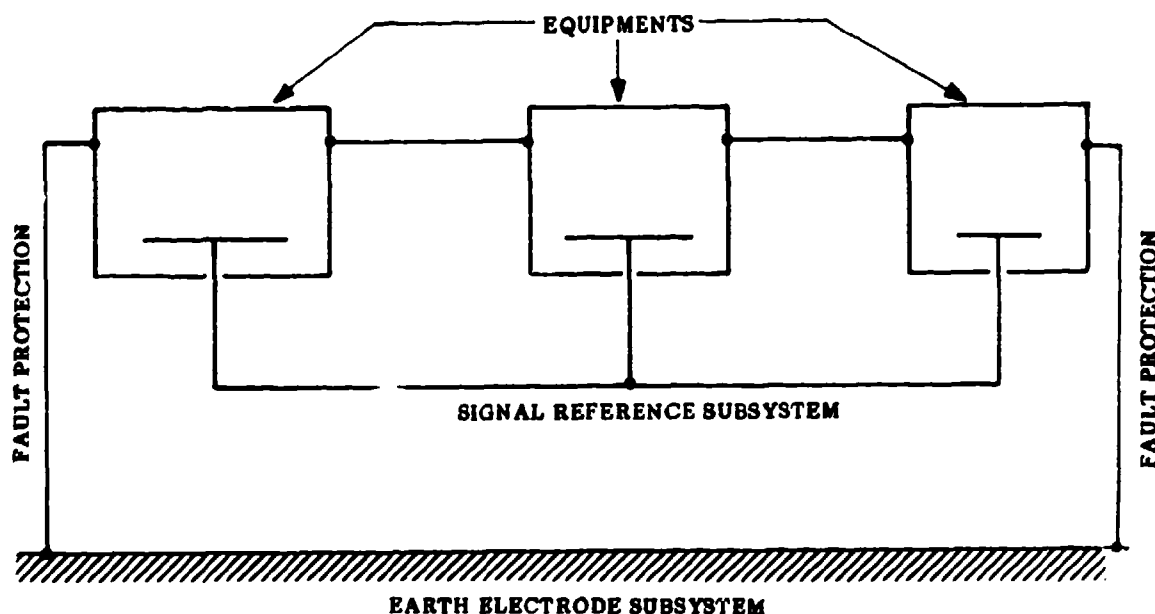 EQUIPMENTS
FAULT PROTECTION
FAULT PROTECTION
SIGNAL REFERENCE SUBSYSTEM
EARTH ELECTRODE SUBSYSTEM